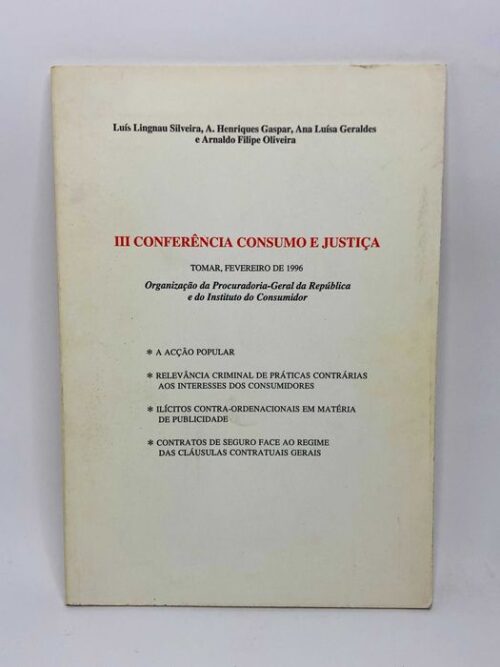 Luís Lingnau Silveira, A. Henriques Gaspar, Ana Luísa Geraldes
e Arnaldo Filipe Oliveira
III CONFERÊNCIA CONSUMO E JUSTIÇA
TOMAR, FEVEREIRO DE 1996
Organização da Procuradoria-Geral da República
e do Instituto do Consumidor
* A ACÇÃO POPULAR
* RELEVÂNCIA CRIMINAL DE PRÁTICAS CONTRÁRIAS
AOS INTERESSES DOS CONSUMIDORES
* ILÍCITOS CONTRA-ORDENACIONAIS EM MATÉRIA
DE PUBLICIDADE
* CONTRATOS DE SEGURO FACE AO REGIME
DAS CLÁUSULAS CONTRATUAIS GERAIS